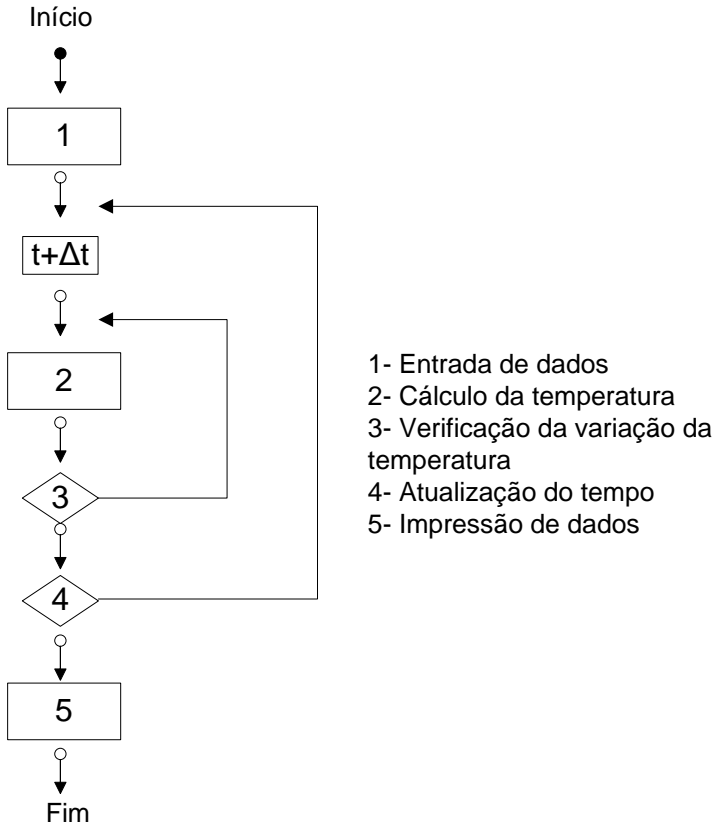 Início
1
t+Δt
2
3
4
5
Fim
1- Entrada de dados
2- Cálculo da temperatura
3- Verificação da variação da
temperatura
4- Atualização do tempo
5- Impressão de dados